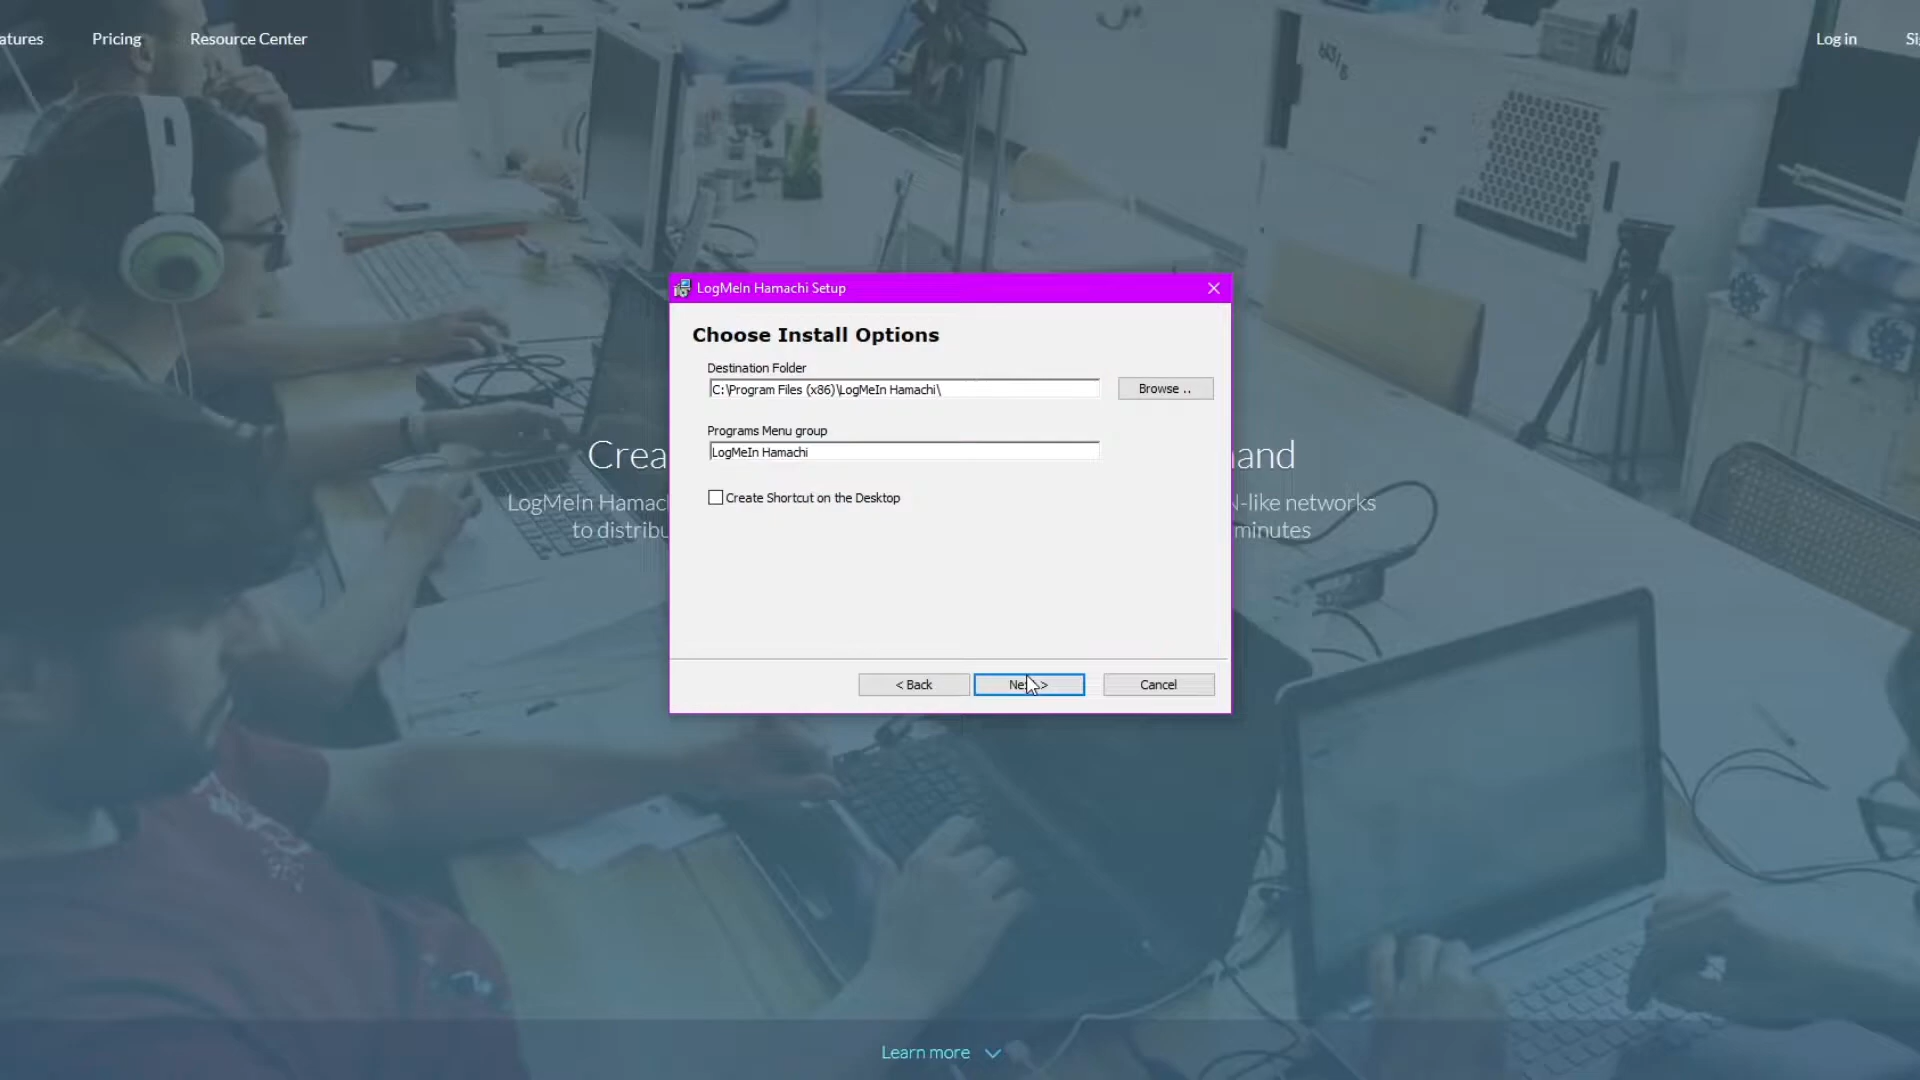 atures
Pricing
Resource Center
Log in
LogMeIn Hamachi Setup
Choose Install Options
Destination Folder
C:\Program Files (x86)\LogMeIn Hamachi\
Browse ..
Programs Menu group
LogMeIn Hamachi
Create Shortcut on the Desktop
< Back
Cancel
Crea
and
LogMeIn Hamac
N-like networks
to distribu
minutes
Learn more